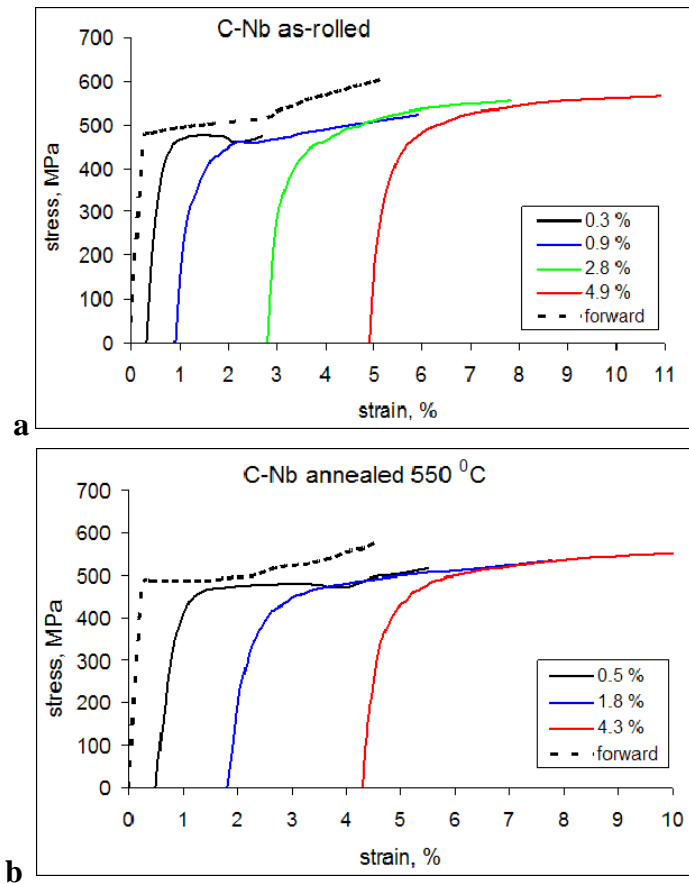 C-Nb as-rolled
700
600
500
400
300
200
100
0
stress, MPa
0.3 %
0.9 %
2.8 %
4.9 %
forward
0 1 2 3 4 5 6 7 8 9 10 11
strain, %
a
C-Nb annealed 550 ⁰C
700
600
500
400
300
200
100
0
stress, MPa
0.5 %
1.8 %
4.3 %
forward
0 1 2 3 4 5 6 7 8 9 10
strain, %
b